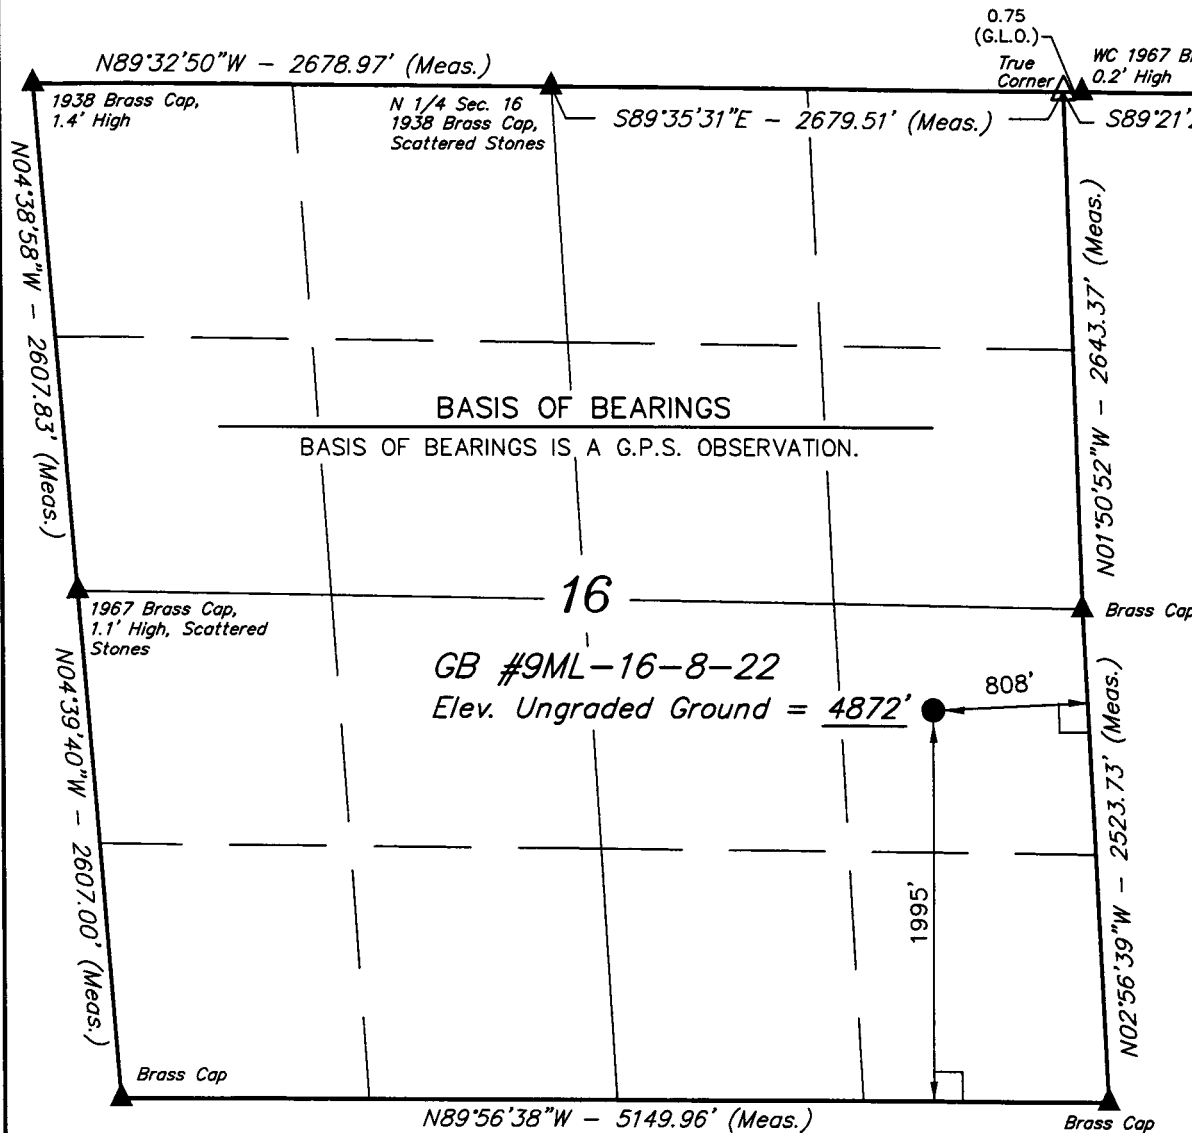 0.75
(G.L.O.)
True
Corner
WC 1967
0.2' High
N89°32'50"W - 2678.97' (Meas.)
1938 Brass Cap,
1.4' High
N 1/4 Sec. 16
1938 Brass Cap,
Scattered Stones
S89°35'31"E - 2679.51' (Meas.)
S89°21'
N04°38'58"W - 2607.83' (Meas.)
N01°50'52"W - 2643.37' (Meas.)
BASIS OF BEARINGS
BASIS OF BEARINGS IS A G.P.S. OBSERVATION.
16
1967 Brass Cap,
1.1' High, Scattered
Stones
Brass Cap
GB #9ML-16-8-22
Elev. Ungraded Ground = 4872'
808'
N04°39'40"W - 2607.00' (Meas.)
1995'
N02°56'39"W - 2523.73' (Meas.)
Brass Cap
N89°56'38"W - 5149.96' (Meas.)
Brass Cap